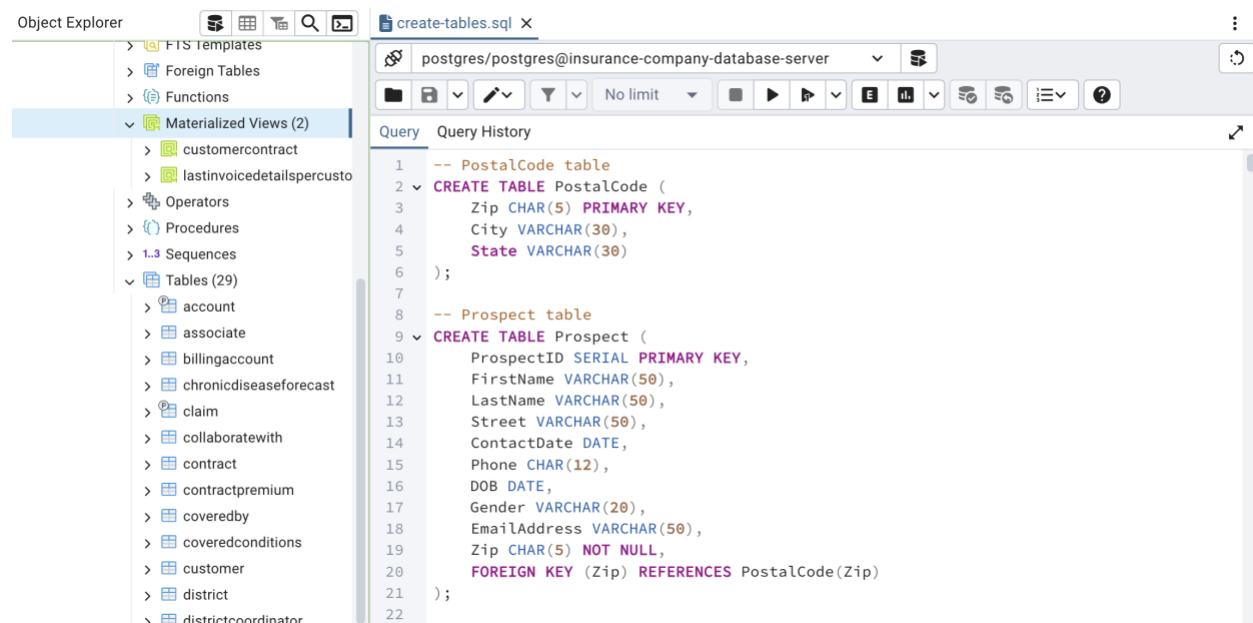 Object Explorer
FTS Templates
Foreign Tables
Functions
Materialized Views (2)
customercontract
lastinvoicedetailspercusto
Operators
Procedures
1..3 Sequences
Tables (29)
account
associate
billingaccount
chronicdiseaseforecast
claim
collaboratewith
contract
contractpremium
coveredby
coveredconditions
customer
district
districtcoordinator
create-tables.sql
postgres/postgres@insurance-company-database-server
No limit
E
Query Query History
1 -- PostalCode table
2 CREATE TABLE PostalCode (
3 Zip CHAR(5) PRIMARY KEY,
4 City VARCHAR(30),
5 State VARCHAR(30)
6 );
7
8 -- Prospect table
9 CREATE TABLE Prospect (
10 ProspectID SERIAL PRIMARY KEY,
11 FirstName VARCHAR(50),
12 LastName VARCHAR(50),
13 Street VARCHAR(50),
14 ContactDate DATE,
15 Phone CHAR(12),
16 DOB DATE,
17 Gender VARCHAR(20),
18 EmailAddress VARCHAR(50),
19 Zip CHAR(5) NOT NULL,
20 FOREIGN KEY (Zip) REFERENCES PostalCode(Zip)
21 );
22